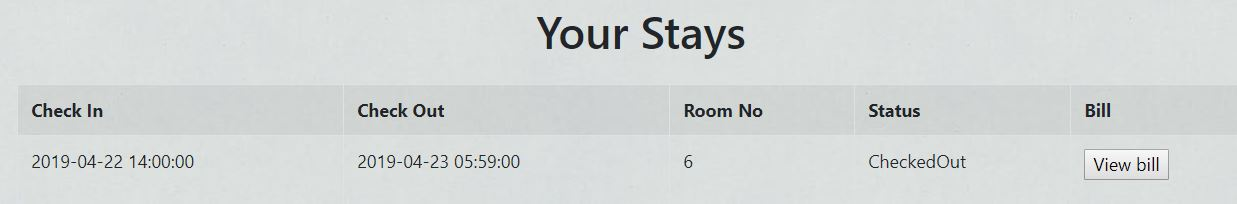 Your Stays
Check In Check Out Room No Status Bill
2019-04-22 14:00:00 2019-04-23 05:59:00 6 CheckedOut View bill